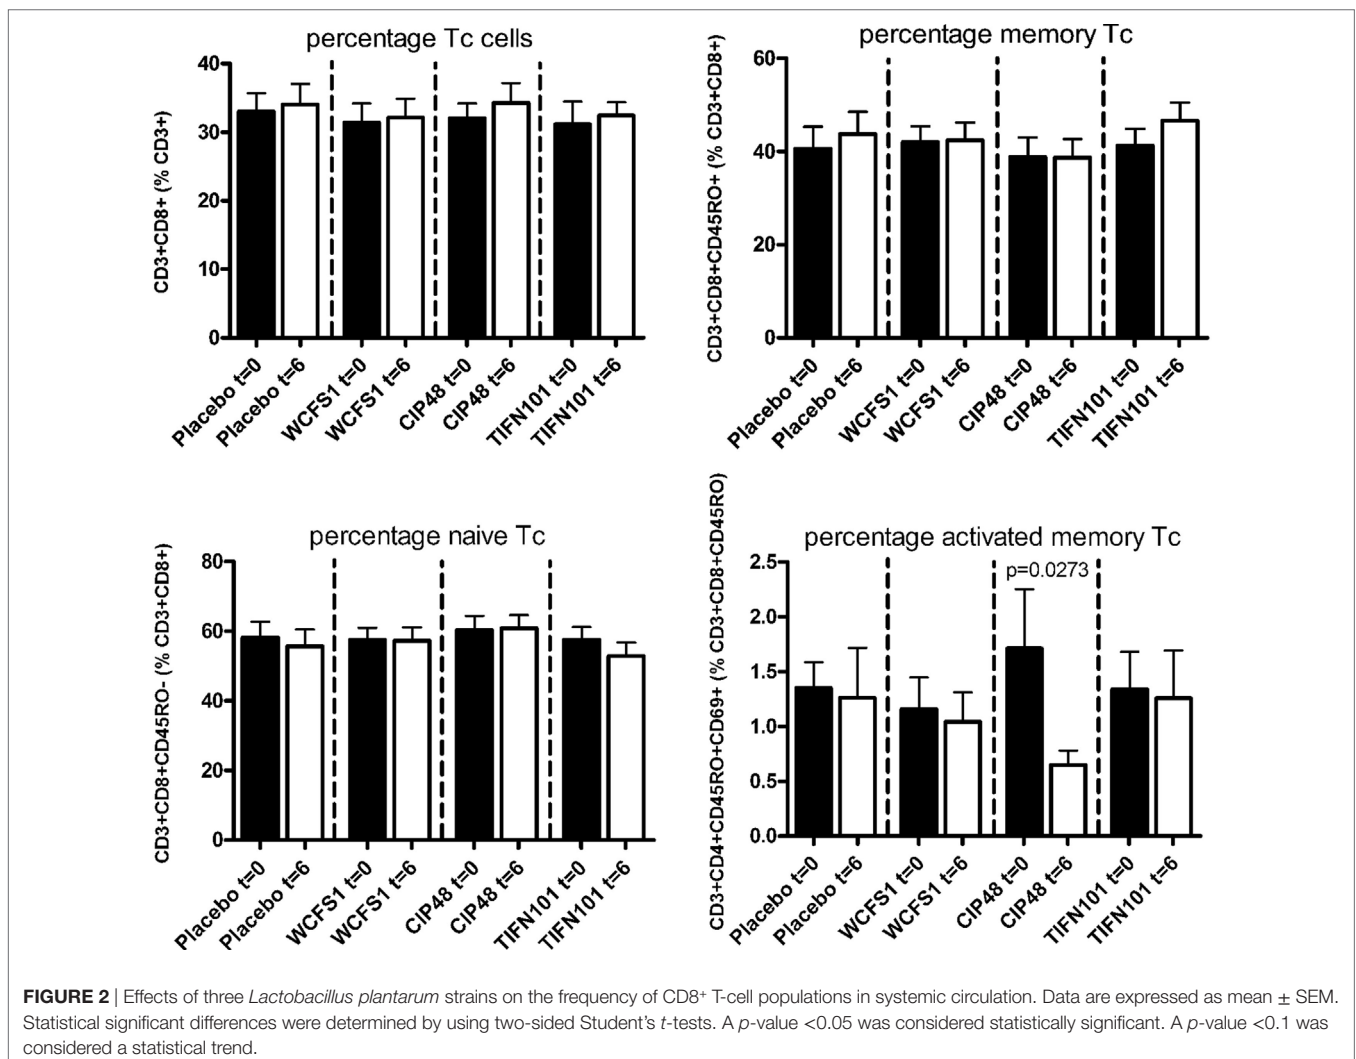 percentage Tc cells
CD3+CD8+ (% CD3+)
40
30
20
10
0
Placebo t=0
Placebo t=6
WCFS1 t=0
WCFS1 t=6
CIP48 t=0
CIP48 t=6
TIFN101 t=0
TIFN101 t=6
percentage memory Tc
CD3+CD8+CD45RO+ (% CD3+CD8+)
60
40
20
0
Placebo t=0
Placebo t=6
WCFS1 t=0
WCFS1 t=6
CIP48 t=0
CIP48 t=6
TIFN101 t=0
TIFN101 t=6
percentage naive Tc
CD3+CD8+CD45RO- (% CD3+CD8+)
80
60
40
20
0
Placebo t=0
Placebo t=6
WCFS1 t=0
WCFS1 t=6
CIP48 t=0
CIP48 t=6
TIFN101 t=0
TIFN101 t=6
percentage activated memory Tc
CD3+CD4+CD45RO+CD69+ (% CD3+CD8+CD45RO)
2.5
2.0
1.5
1.0
0.5
0.0
p=0.0273
Placebo t=0
Placebo t=6
WCFS1 t=0
WCFS1 t=6
CIP48 t=0
CIP48 t=6
TIFN101 t=0
TIFN101 t=6
FIGURE 2 | Effects of three Lactobacillus plantarum strains on the frequency of CD8⁺ T-cell populations in systemic circulation. Data are expressed as mean ± SEM.
Statistical significant differences were determined by using two-sided Student's t-tests. A p-value <0.05 was considered statistically significant. A p-value <0.1 was
considered a statistical trend.